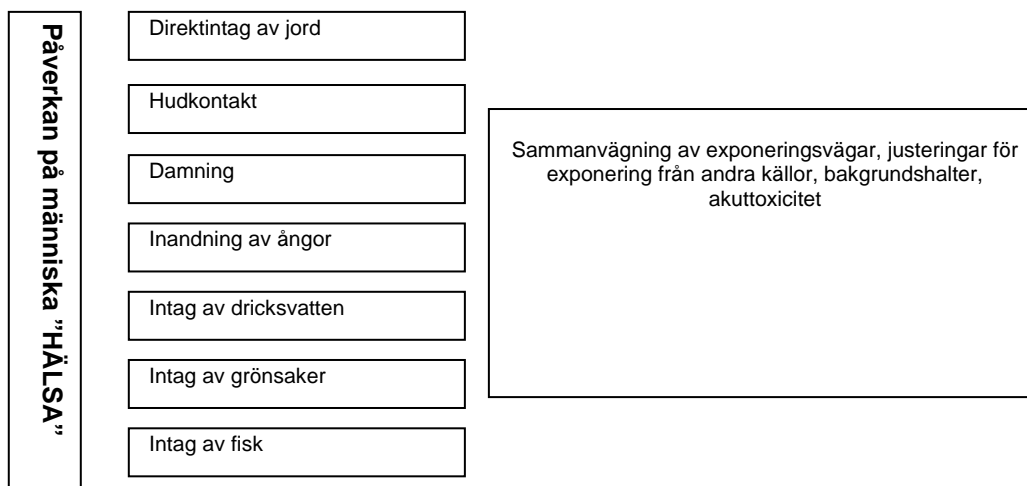 Påverkan på människa ”HÄLSA”
Direktintag av jord
Hudkontakt
Damning
Inandning av ångor
Intag av dricksvatten
Intag av grönsaker
Intag av fisk
Sammanvägning av exponeringsvägar, justeringar för
exponering från andra källor, bakgrundshalter,
akuttoxicitet